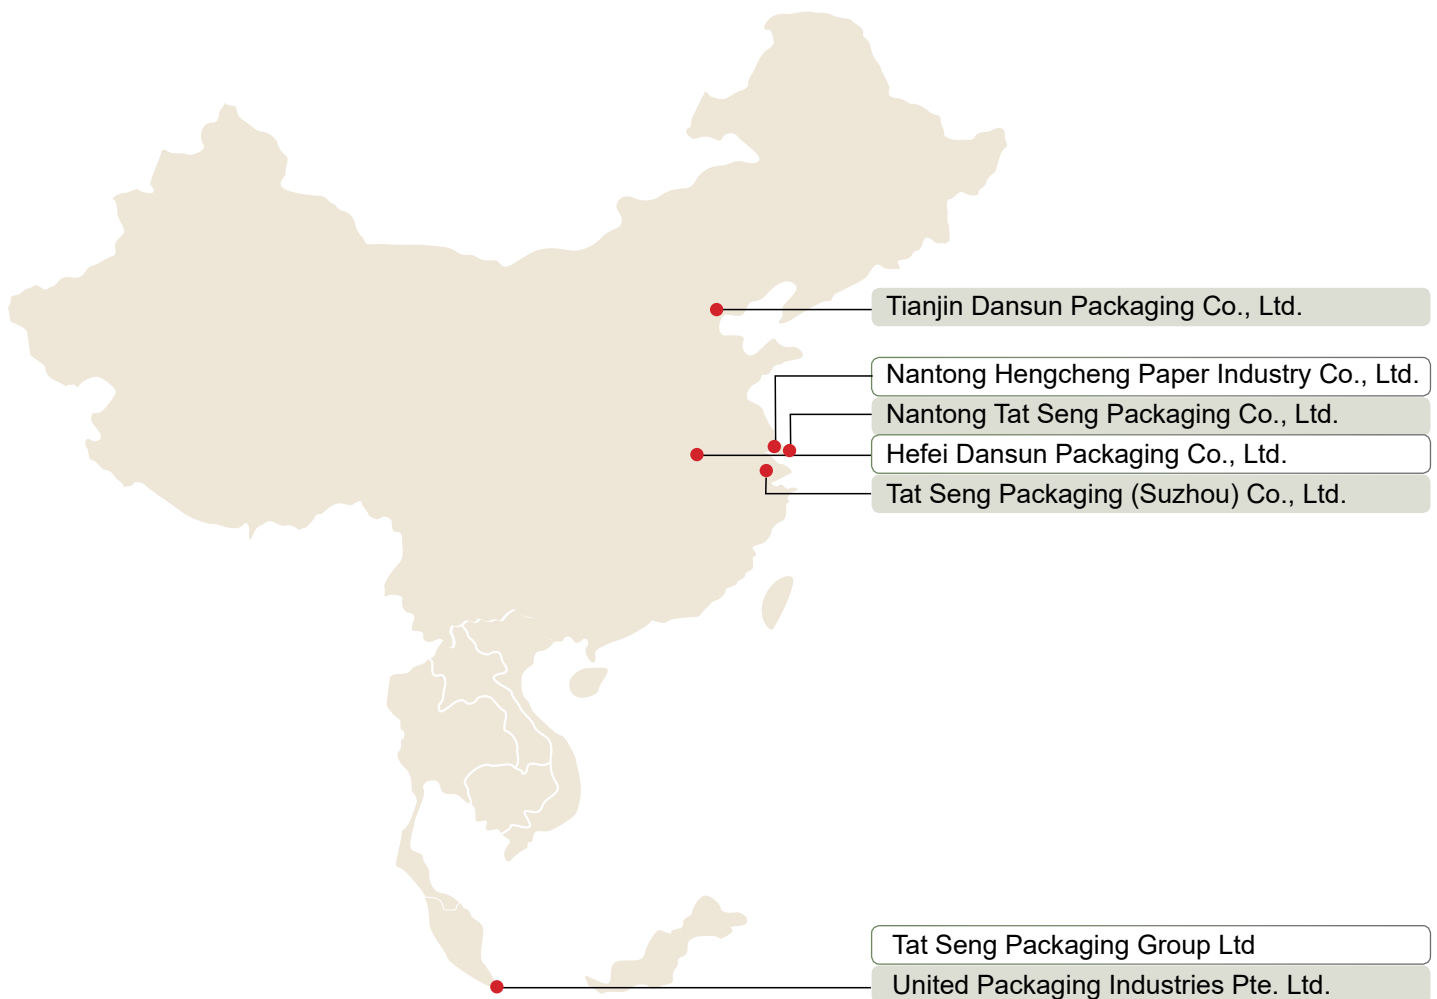 Tianjin Dansun Packaging Co., Ltd.
Nantong Hengcheng Paper Industry Co., Ltd.
Nantong Tat Seng Packaging Co., Ltd.
Hefei Dansun Packaging Co., Ltd.
Tat Seng Packaging (Suzhou) Co., Ltd.
Tat Seng Packaging Group Ltd
United Packaging Industries Pte. Ltd.